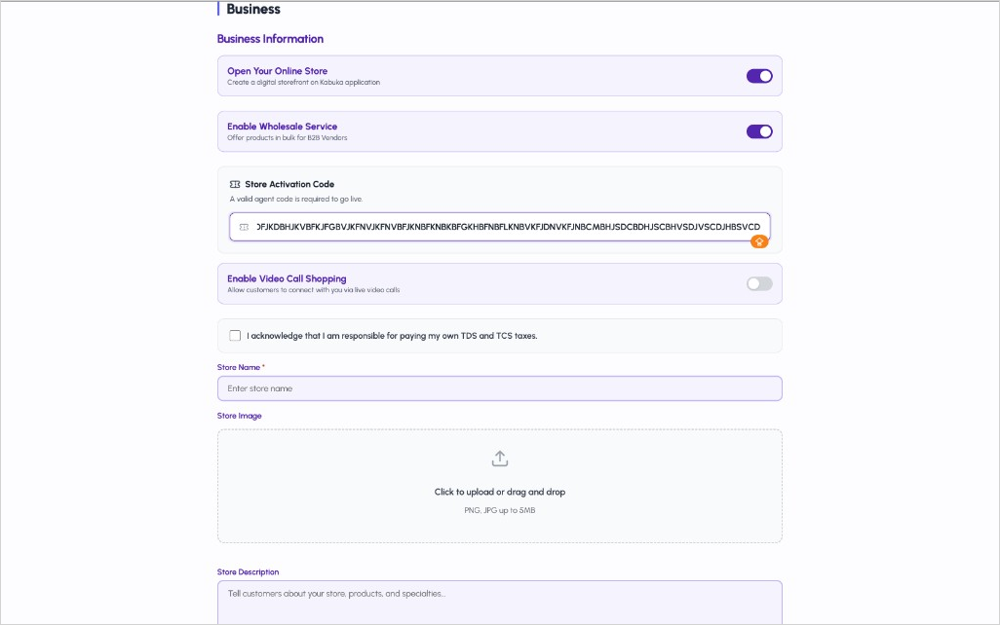 Business
Business Information
Open Your Online Store
Create a digital storefront on Kabuka application
Enable Wholesale Service
Offer products in bulk for B2B Vendors
Store Activation Code
A valid agent code is required to go live.
DFJKDBHJKVBFKJFGBVJKFNVJKFNVBFJKNBFKNBKBFGKHBFNBFLKNBVKFJDNVKFJNBCMBHJSDCBDHJSCBHVSDJVSCDJHBSVCD
Enable Video Call Shopping
Allow customers to connect with you via live video calls
I acknowledge that I am responsible for paying my own TDS and TCS taxes.
Store Name *
Enter store name
Store Image
Click to upload or drag and drop
PNG, JPG up to 5MB
Store Description
Tell customers about your store, products, and specialties...